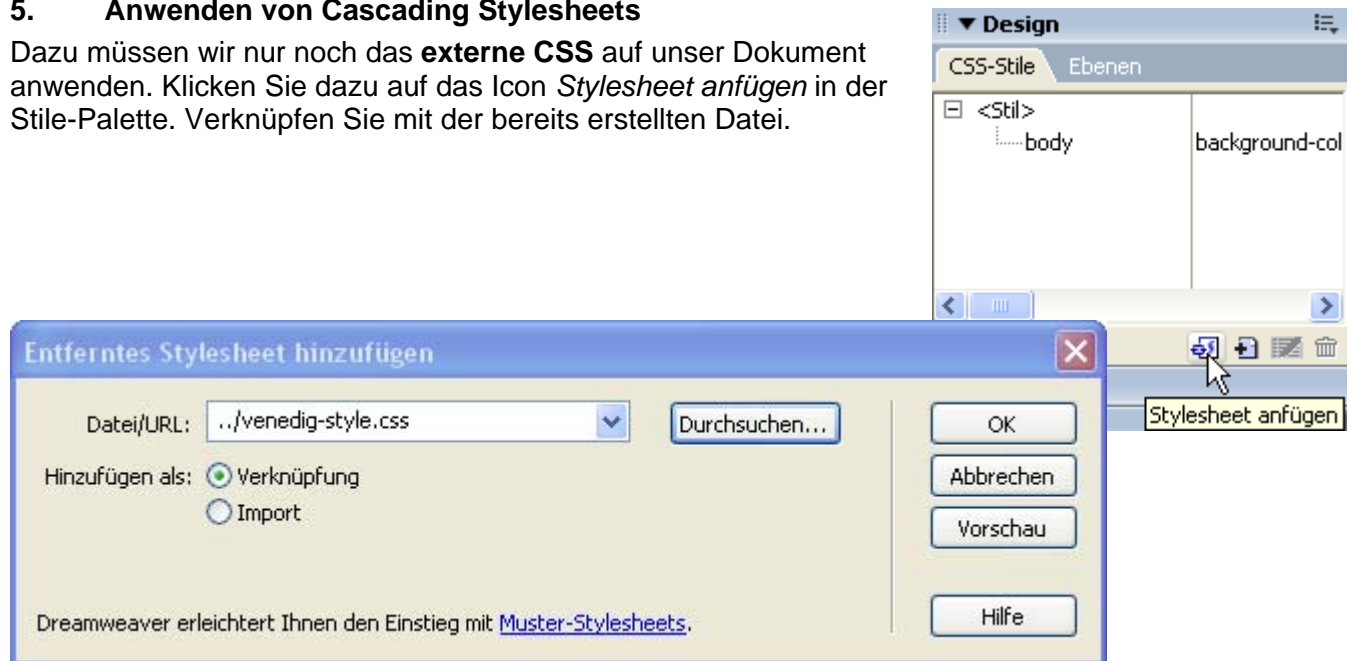 5. Anwenden von Cascading Stylesheets
Dazu müssen wir nur noch das externe CSS auf unser Dokument
anwenden. Klicken Sie dazu auf das Icon Stylesheet anfügen in der
Stile-Palette. Verknüpfen Sie mit der bereits erstellten Datei.
Design
CSS-Stile Ebenen
<Stil>
body background-col
Stylesheet anfügen
Entferntes Stylesheet hinzufügen
Datei/URL: ../venedig-style.css Durchsuchen... OK
Hinzufügen als: Verknüpfung Abbrechen
Import Vorschau
Dreamweaver erleichtert Ihnen den Einstieg mit Muster-Stylesheets. Hilfe